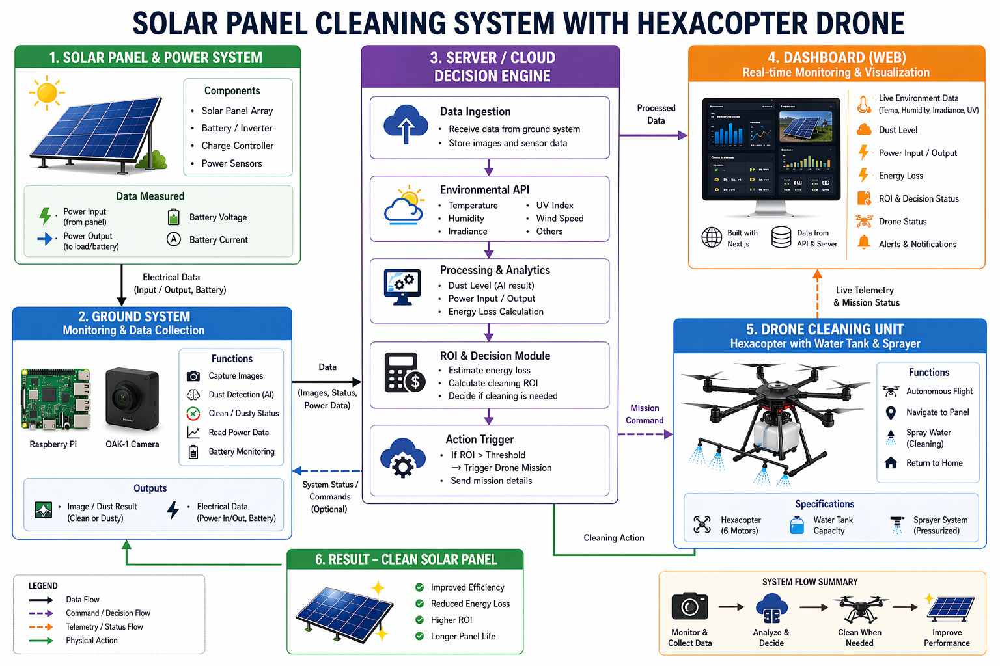 SOLAR PANEL CLEANING SYSTEM WITH HEXACOPTER DRONE
1. SOLAR PANEL & POWER SYSTEM
Components
• Solar Panel Array
• Battery / Inverter
• Charge Controller
• Power Sensors
Data Measured
• Power Input
(from panel)
Battery Voltage
• Power Output
(to load/battery)
A
Battery Current
Electrical Data
(Input / Output, Battery)
2. GROUND SYSTEM
Monitoring & Data Collection
Raspberry Pi
OAK-1 Camera
Functions
Capture Images
Dust Detection (AI)
Clean / Dusty Status
Read Power Data
Battery Monitoring
Outputs
• Image / Dust Result
(Clean or Dusty)
• Electrical Data
(Power In/Out, Battery)
Data
(Images, Status,
Power Data)
System Status /
Commands
(Optional)
3. SERVER / CLOUD
DECISION ENGINE
Data Ingestion
• Receive data from ground system
• Store images and sensor data
Environmental API
• Temperature
• Humidity
• Irradiance
• UV Index
• Wind Speed
• Others
Processing & Analytics
• Dust Level (AI result)
• Power Input / Output
• Energy Loss Calculation
$
ROI & Decision Module
• Estimate energy loss
• Calculate cleaning ROI
• Decide if cleaning is needed
Action Trigger
• If ROI > Threshold
→ Trigger Drone Mission
• Send mission details
Processed
Data
Mission
Command
Cleaning Action
4. DASHBOARD (WEB)
Real-time Monitoring & Visualization
Built with
Next.js
Data from
API & Server
Live Environment Data
(Temp, Humidity, Irradiance, UV)
Dust Level
Power Input / Output
Energy Loss
ROI & Decision Status
Drone Status
Alerts & Notifications
Live Telemetry
& Mission Status
5. DRONE CLEANING UNIT
Hexacopter with Water Tank & Sprayer
Functions
Autonomous Flight
Navigate to Panel
Spray Water
(Cleaning)
Return to Home
Specifications
Hexacopter
(6 Motors)
Water Tank
Capacity
Sprayer System
(Pressurized)
6. RESULT – CLEAN SOLAR PANEL
Improved Efficiency
Reduced Energy Loss
Higher ROI
Longer Panel Life
LEGEND
Data Flow
Command / Decision Flow
Telemetry / Status Flow
Physical Action
SYSTEM FLOW SUMMARY
Monitor &
Collect Data
Analyze &
Decide
Clean When
Needed
Improve
Performance